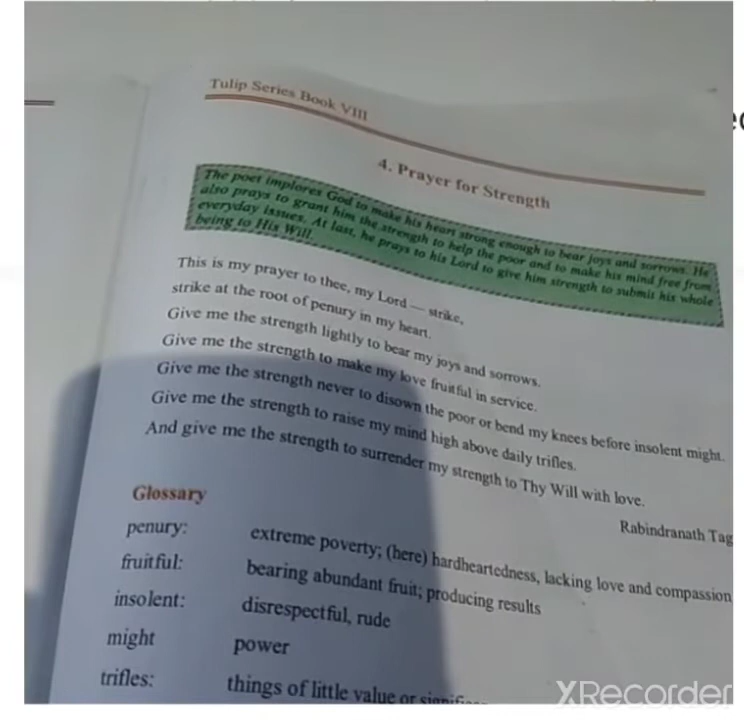 Tulip Series Book VIII
4. Prayer for Strength
The poet implores God to make his heart strong enough to bear joys and sorrows. He
also prays to grant him the strength to help the poor and to make his mind free from
everyday issues. At last, he prays to his Lord to give him strength to submit his whole
being to His Will.
This is my prayer to thee, my Lord — strike,
strike at the root of penury in my heart.
Give me the strength lightly to bear my joys and sorrows.
Give me the strength to make my love fruitful in service.
Give me the strength never to disown the poor or bend my knees before insolent might.
Give me the strength to raise my mind high above daily trifles.
And give me the strength to surrender my strength to Thy Will with love.
Rabindranath Tag
Glossary
penury: extreme poverty; (here) hardheartedness, lacking love and compassion
fruitful: bearing abundant fruit; producing results
insolent: disrespectful, rude
might power
trifles: things of little value or
XRecorder